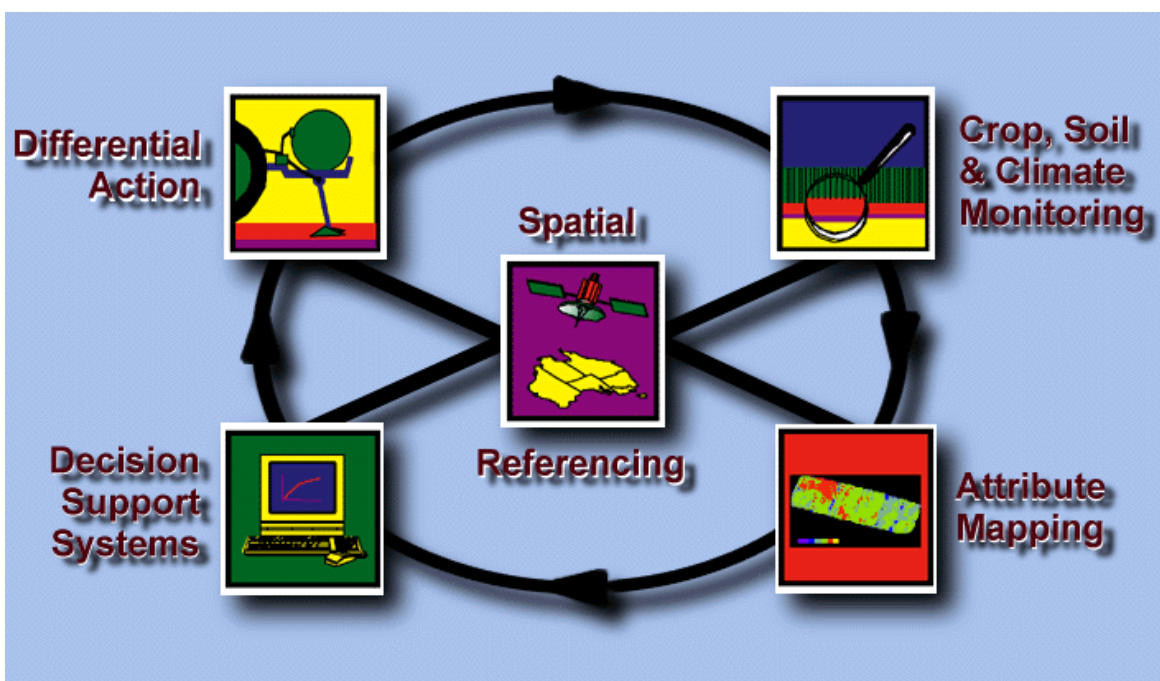 Differential
Action
Crop, Soil
& Climate
Monitoring
Spatial
Referencing
Decision
Support
Systems
Attribute
Mapping